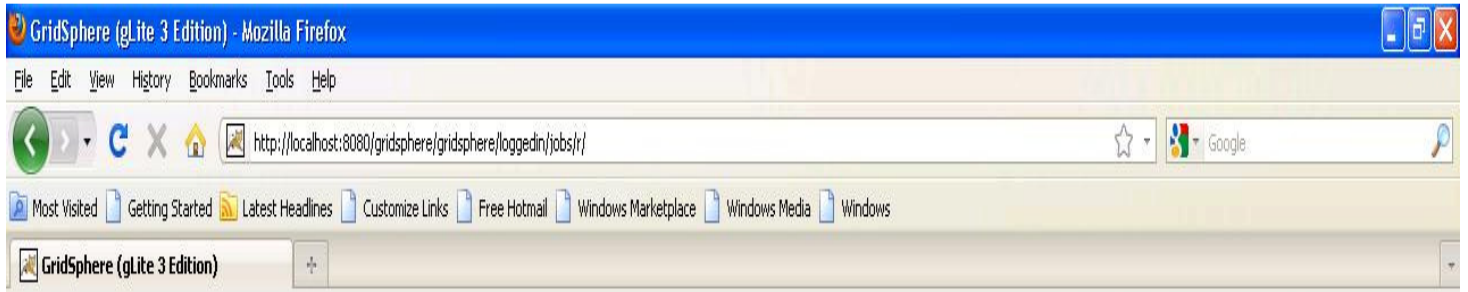 GridSphere (gLite 3 Edition) - Mozilla Firefox
File Edit View History Bookmarks Tools Help
http://localhost:8080/gridsphere/gridsphere/loggedin/jobs/r/ Google
Most Visited Getting Started Latest Headlines Customize Links Free Hotmail Windows Marketplace Windows Media Windows
GridSphere (gLite 3 Edition)